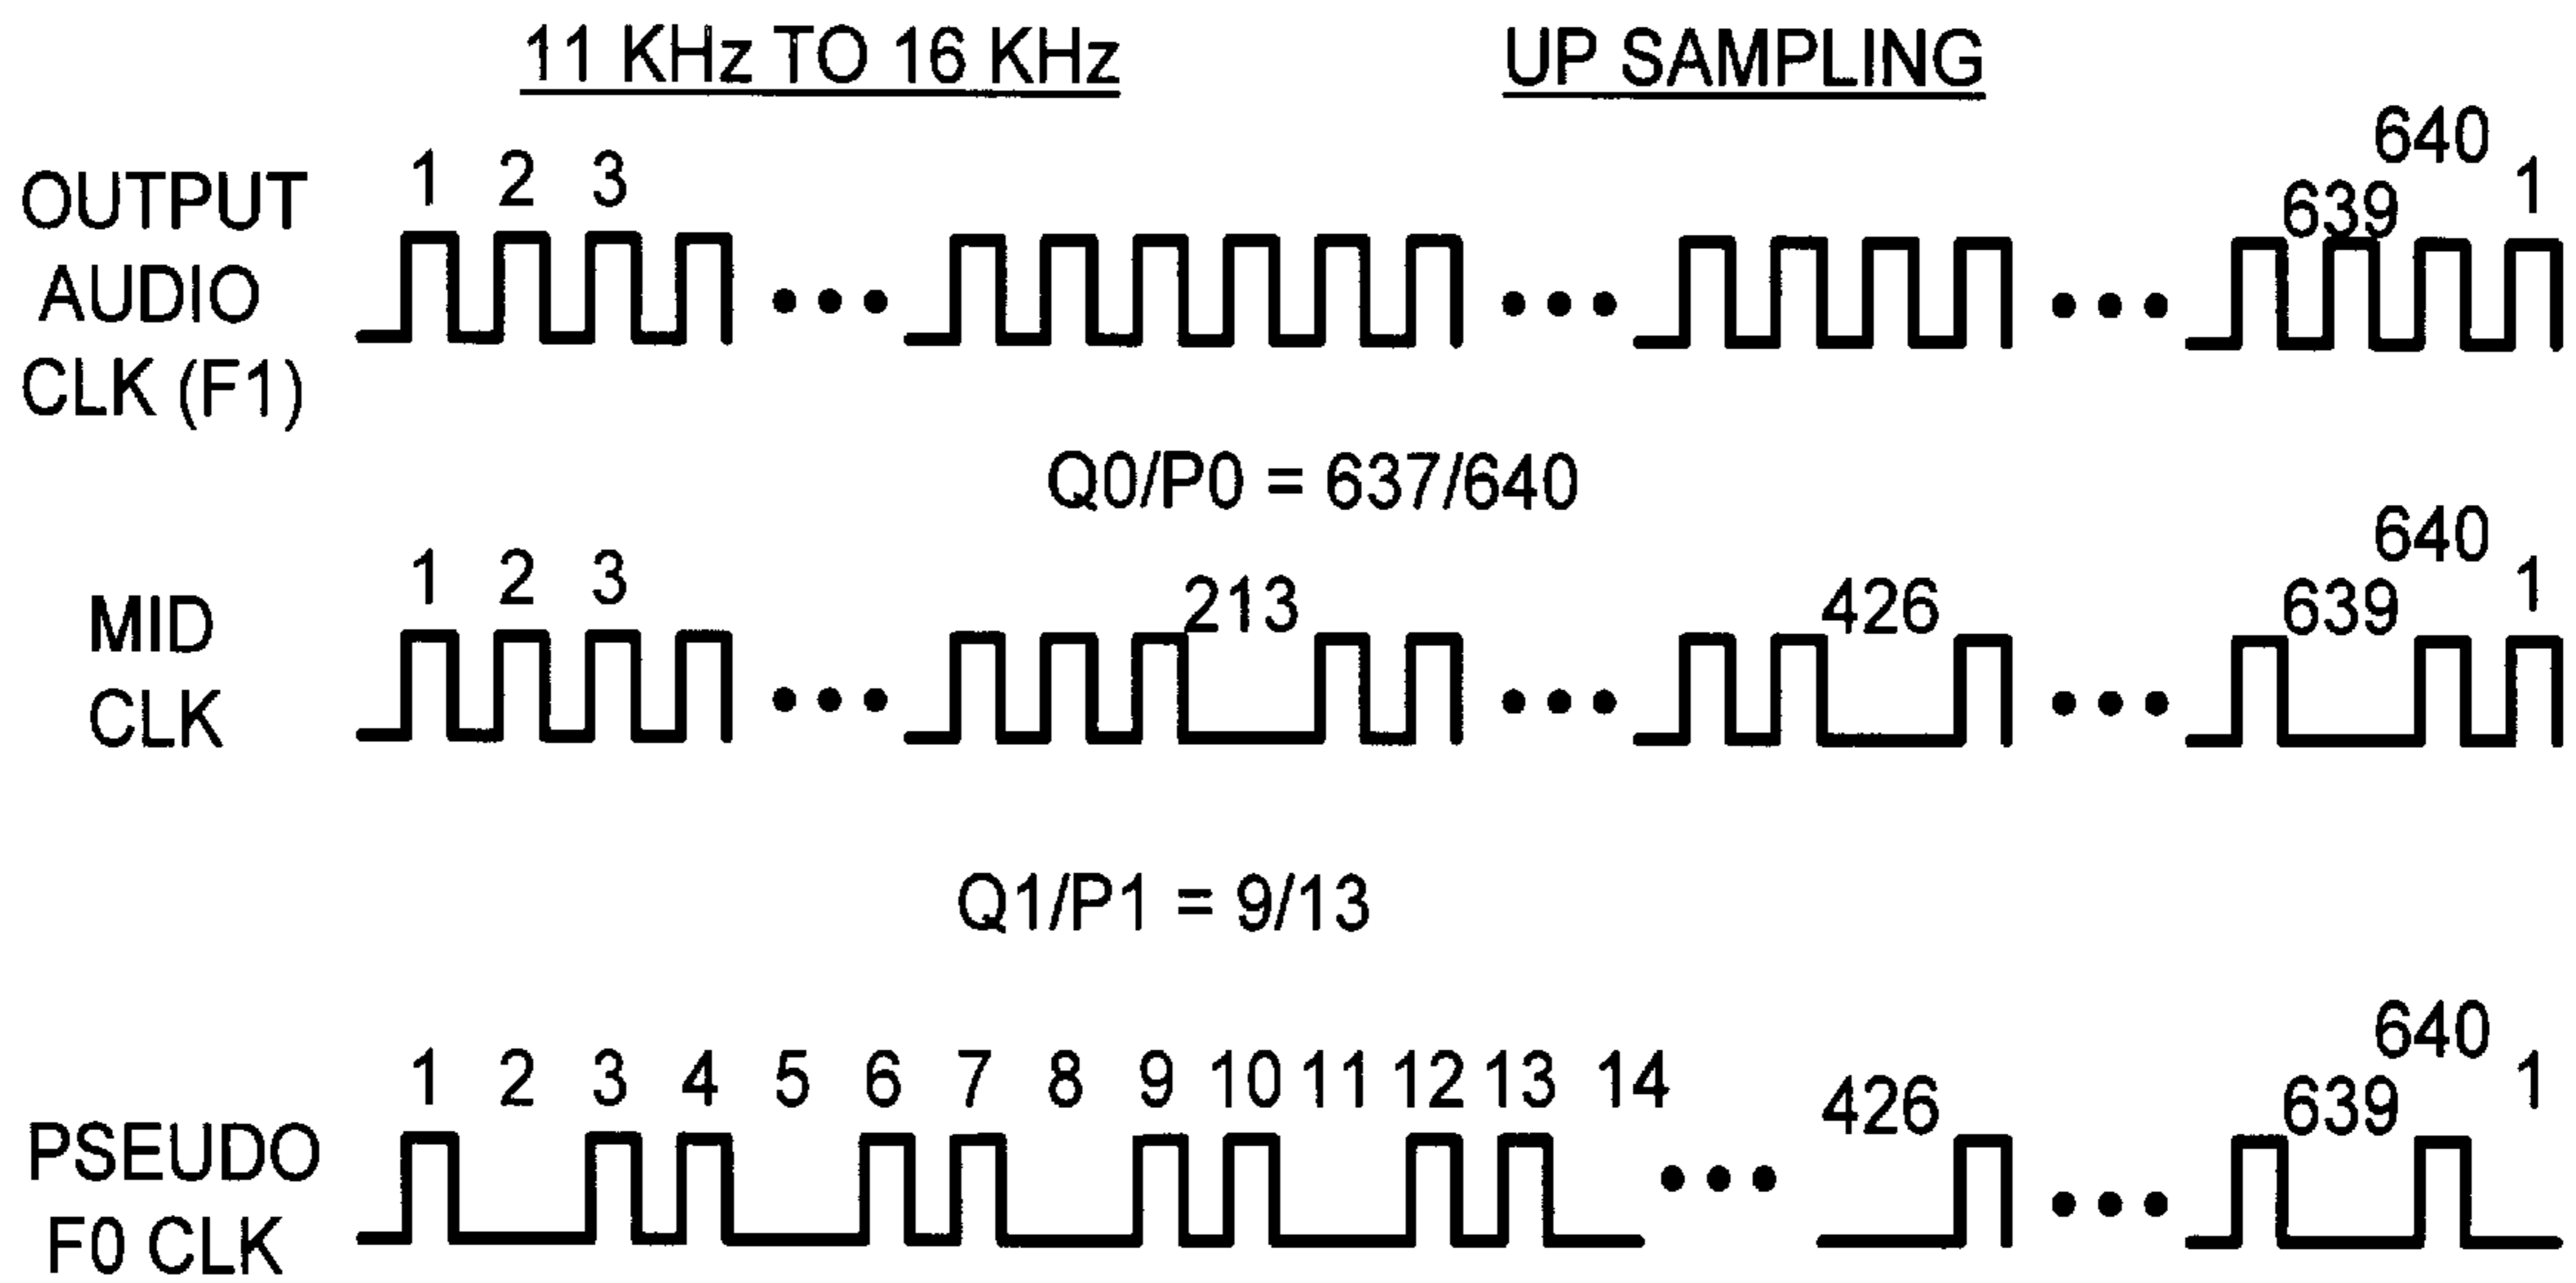 11 KHz TO 16 KHz
UP SAMPLING
OUTPUT
AUDIO
CLK (F1)
1 2 3 639 640 1
Q0/P0 = 637/640
MID
CLK
1 2 3 213 426 639 640 1
Q1/P1 = 9/13
PSEUDO
F0 CLK
1 2 3 4 5 6 7 8 9 10 11 12 13 14 426 639 640 1